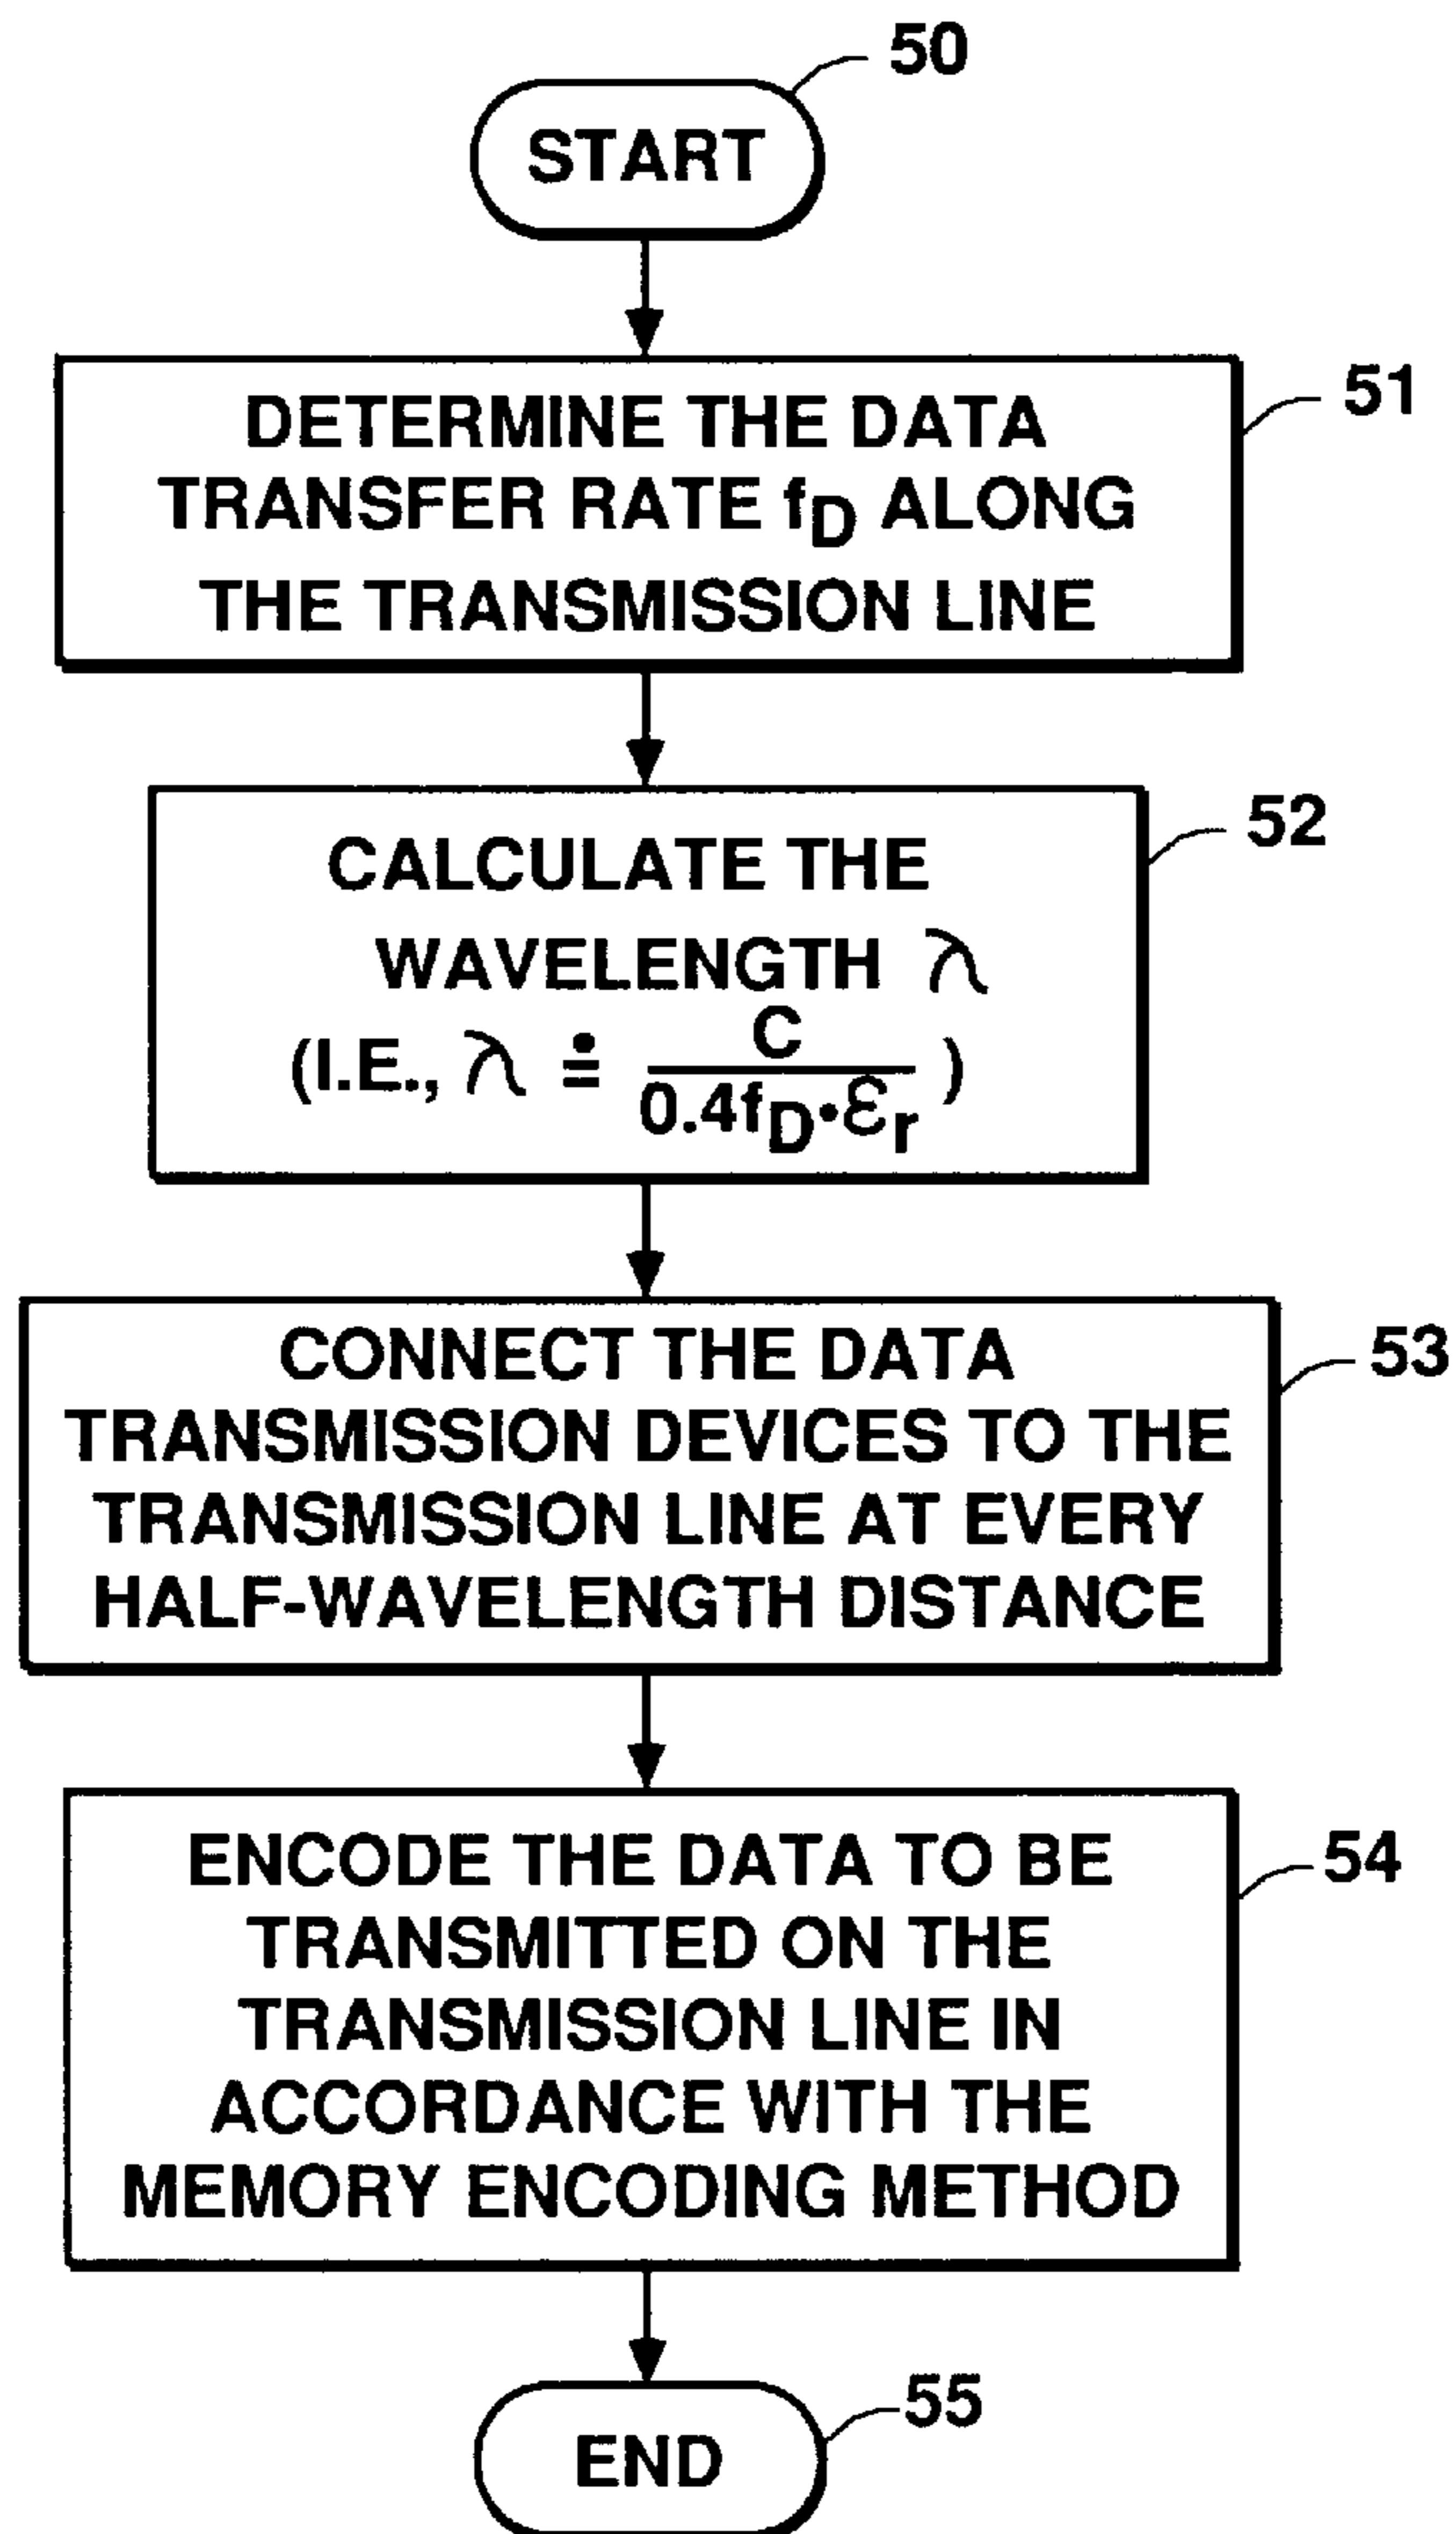 50
START
51
DETERMINE THE DATA
TRANSFER RATE fD ALONG
THE TRANSMISSION LINE
52
CALCULATE THE
WAVELENGTH λ
(I.E., λ ≐ C / 0.4fD·εr )
53
CONNECT THE DATA
TRANSMISSION DEVICES TO THE
TRANSMISSION LINE AT EVERY
HALF-WAVELENGTH DISTANCE
54
ENCODE THE DATA TO BE
TRANSMITTED ON THE
TRANSMISSION LINE IN
ACCORDANCE WITH THE
MEMORY ENCODING METHOD
55
END